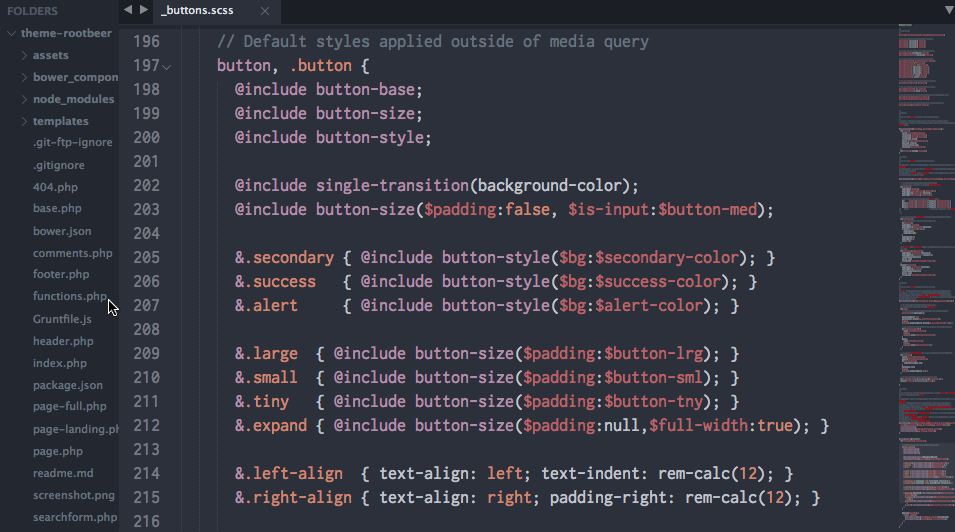 FOLDERS
theme-rootbeer
assets
bower_compon
node_modules
templates
.git-ftp-ignore
.gitignore
404.php
base.php
bower.json
comments.php
footer.php
functions.php
Gruntfile.js
header.php
index.php
package.json
page-full.php
page-landing.ph
page.php
readme.md
screenshot.png
searchform.php
_buttons.scss
196 // Default styles applied outside of media query
197 button, .button {
198 @include button-base;
199 @include button-size;
200 @include button-style;
201
202 @include single-transition(background-color);
203 @include button-size($padding:false, $is-input:$button-med);
204
205 &.secondary { @include button-style($bg:$secondary-color); }
206 &.success { @include button-style($bg:$success-color); }
207 &.alert { @include button-style($bg:$alert-color); }
208
209 &.large { @include button-size($padding:$button-lrg); }
210 &.small { @include button-size($padding:$button-sml); }
211 &.tiny { @include button-size($padding:$button-tny); }
212 &.expand { @include button-size($padding:null,$full-width:true); }
213
214 &.left-align { text-align: left; text-indent: rem-calc(12); }
215 &.right-align { text-align: right; padding-right: rem-calc(12); }
216